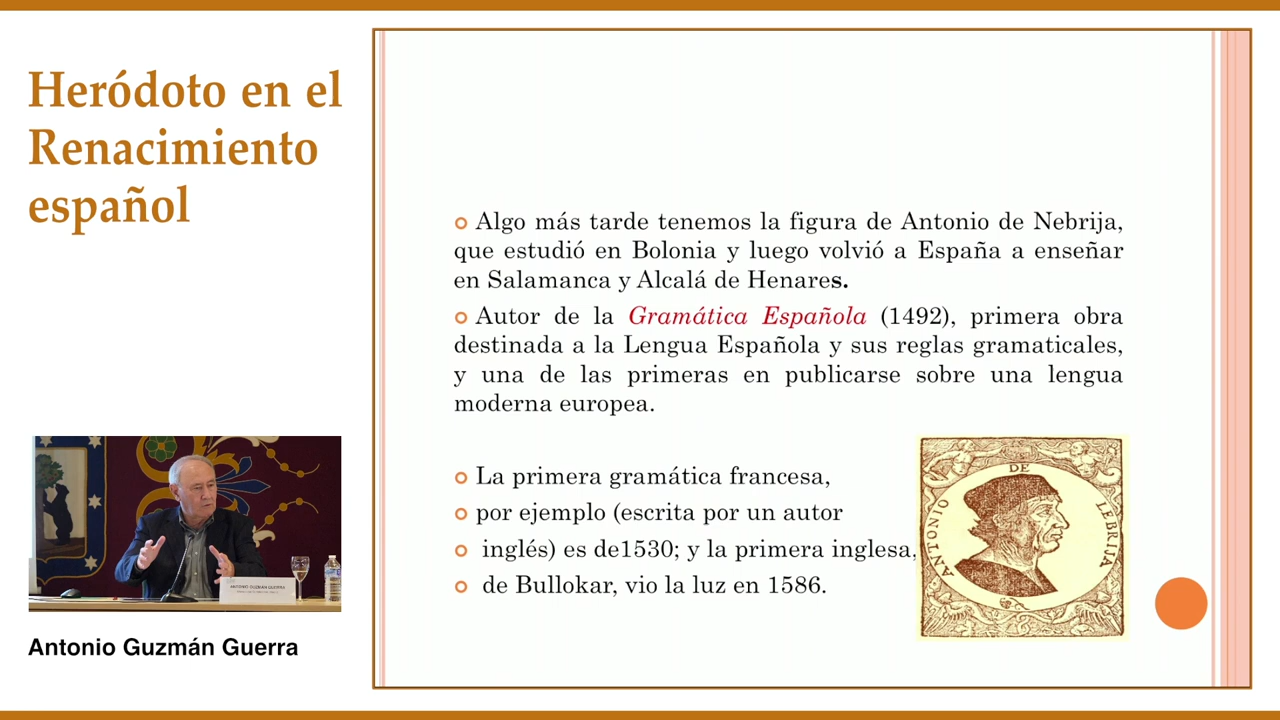 Heródoto en el
Renacimiento
español
Algo más tarde tenemos la figura de Antonio de Nebrija,
que estudió en Bolonia y luego volvió a España a enseñar
en Salamanca y Alcalá de Henares.
Autor de la Gramática Española (1492), primera obra
destinada a la Lengua Española y sus reglas gramaticales,
y una de las primeras en publicarse sobre una lengua
moderna europea.
La primera gramática francesa,
por ejemplo (escrita por un autor
inglés) es de1530; y la primera inglesa,
de Bullokar, vio la luz en 1586.
ANTONIO DE LEBRIJA
ANTONIO GUZMÁN GUERRA
Antonio Guzmán Guerra